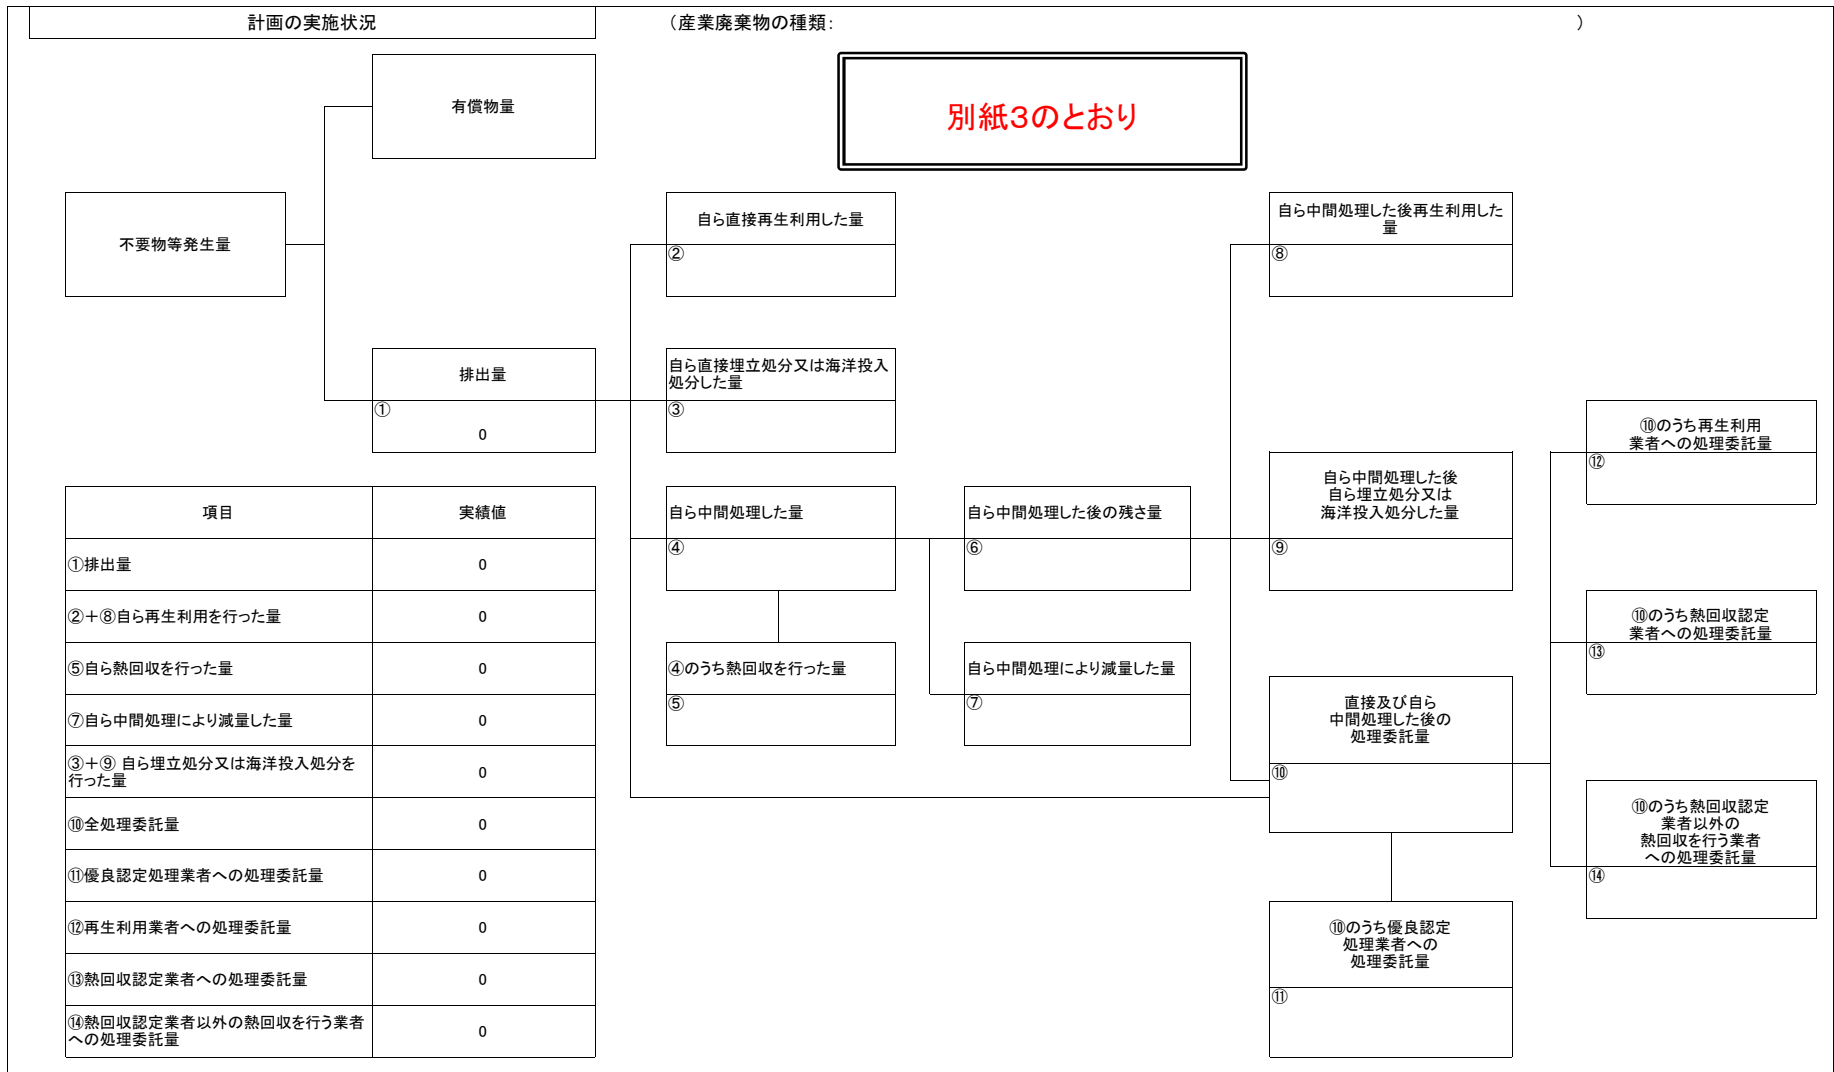 計画の実施状況
(産業廃棄物の種類: )
有償物量
別紙3のとおり
不要物等発生量
自ら直接再生利用した量
②
自ら中間処理した後再生利用した
量
⑧
排出量
①
0
自ら直接埋立処分又は海洋投入
処分した量
③
⑩のうち再生利用
業者への処理委託量
⑫
自ら中間処理した量
④
自ら中間処理した後の残さ量
⑥
自ら中間処理した後
自ら埋立処分又は
海洋投入処分した量
⑨
⑩のうち熱回収認定
業者への処理委託量
⑬
④のうち熱回収を行った量
⑤
自ら中間処理により減量した量
⑦
直接及び自ら
中間処理した後の
処理委託量
⑩
⑩のうち熱回収認定
業者以外の
熱回収を行う業者
への処理委託量
⑭
⑩のうち優良認定
処理業者への
処理委託量
⑪
項目 実績値
①排出量 0
②+⑧自ら再生利用を行った量 0
⑤自ら熱回収を行った量 0
⑦自ら中間処理により減量した量 0
③+⑨ 自ら埋立処分又は海洋投入処分を
行った量 0
⑩全処理委託量 0
⑪優良認定処理業者への処理委託量 0
⑫再生利用業者への処理委託量 0
⑬熱回収認定業者への処理委託量 0
⑭熱回収認定業者以外の熱回収を行う業者
への処理委託量 0